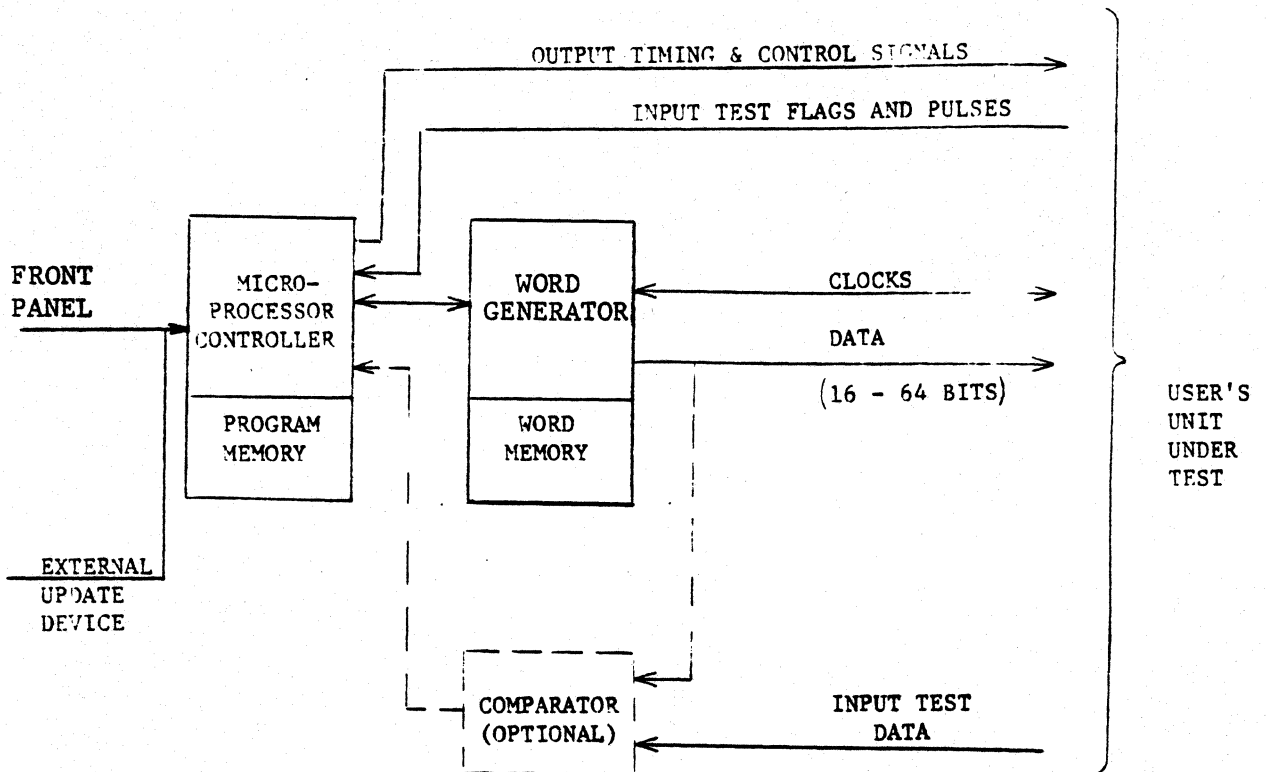 OUTPUT TIMING & CONTROL SIGNALS
INPUT TEST FLAGS AND PULSES
FRONT
PANEL
MICRO-
PROCESSOR
CONTROLLER
PROGRAM
MEMORY
WORD
GENERATOR
WORD
MEMORY
CLOCKS
DATA
(16 - 64 BITS)
USER'S
UNIT
UNDER
TEST
EXTERNAL
UPDATE
DEVICE
COMPARATOR
(OPTIONAL)
INPUT TEST
DATA